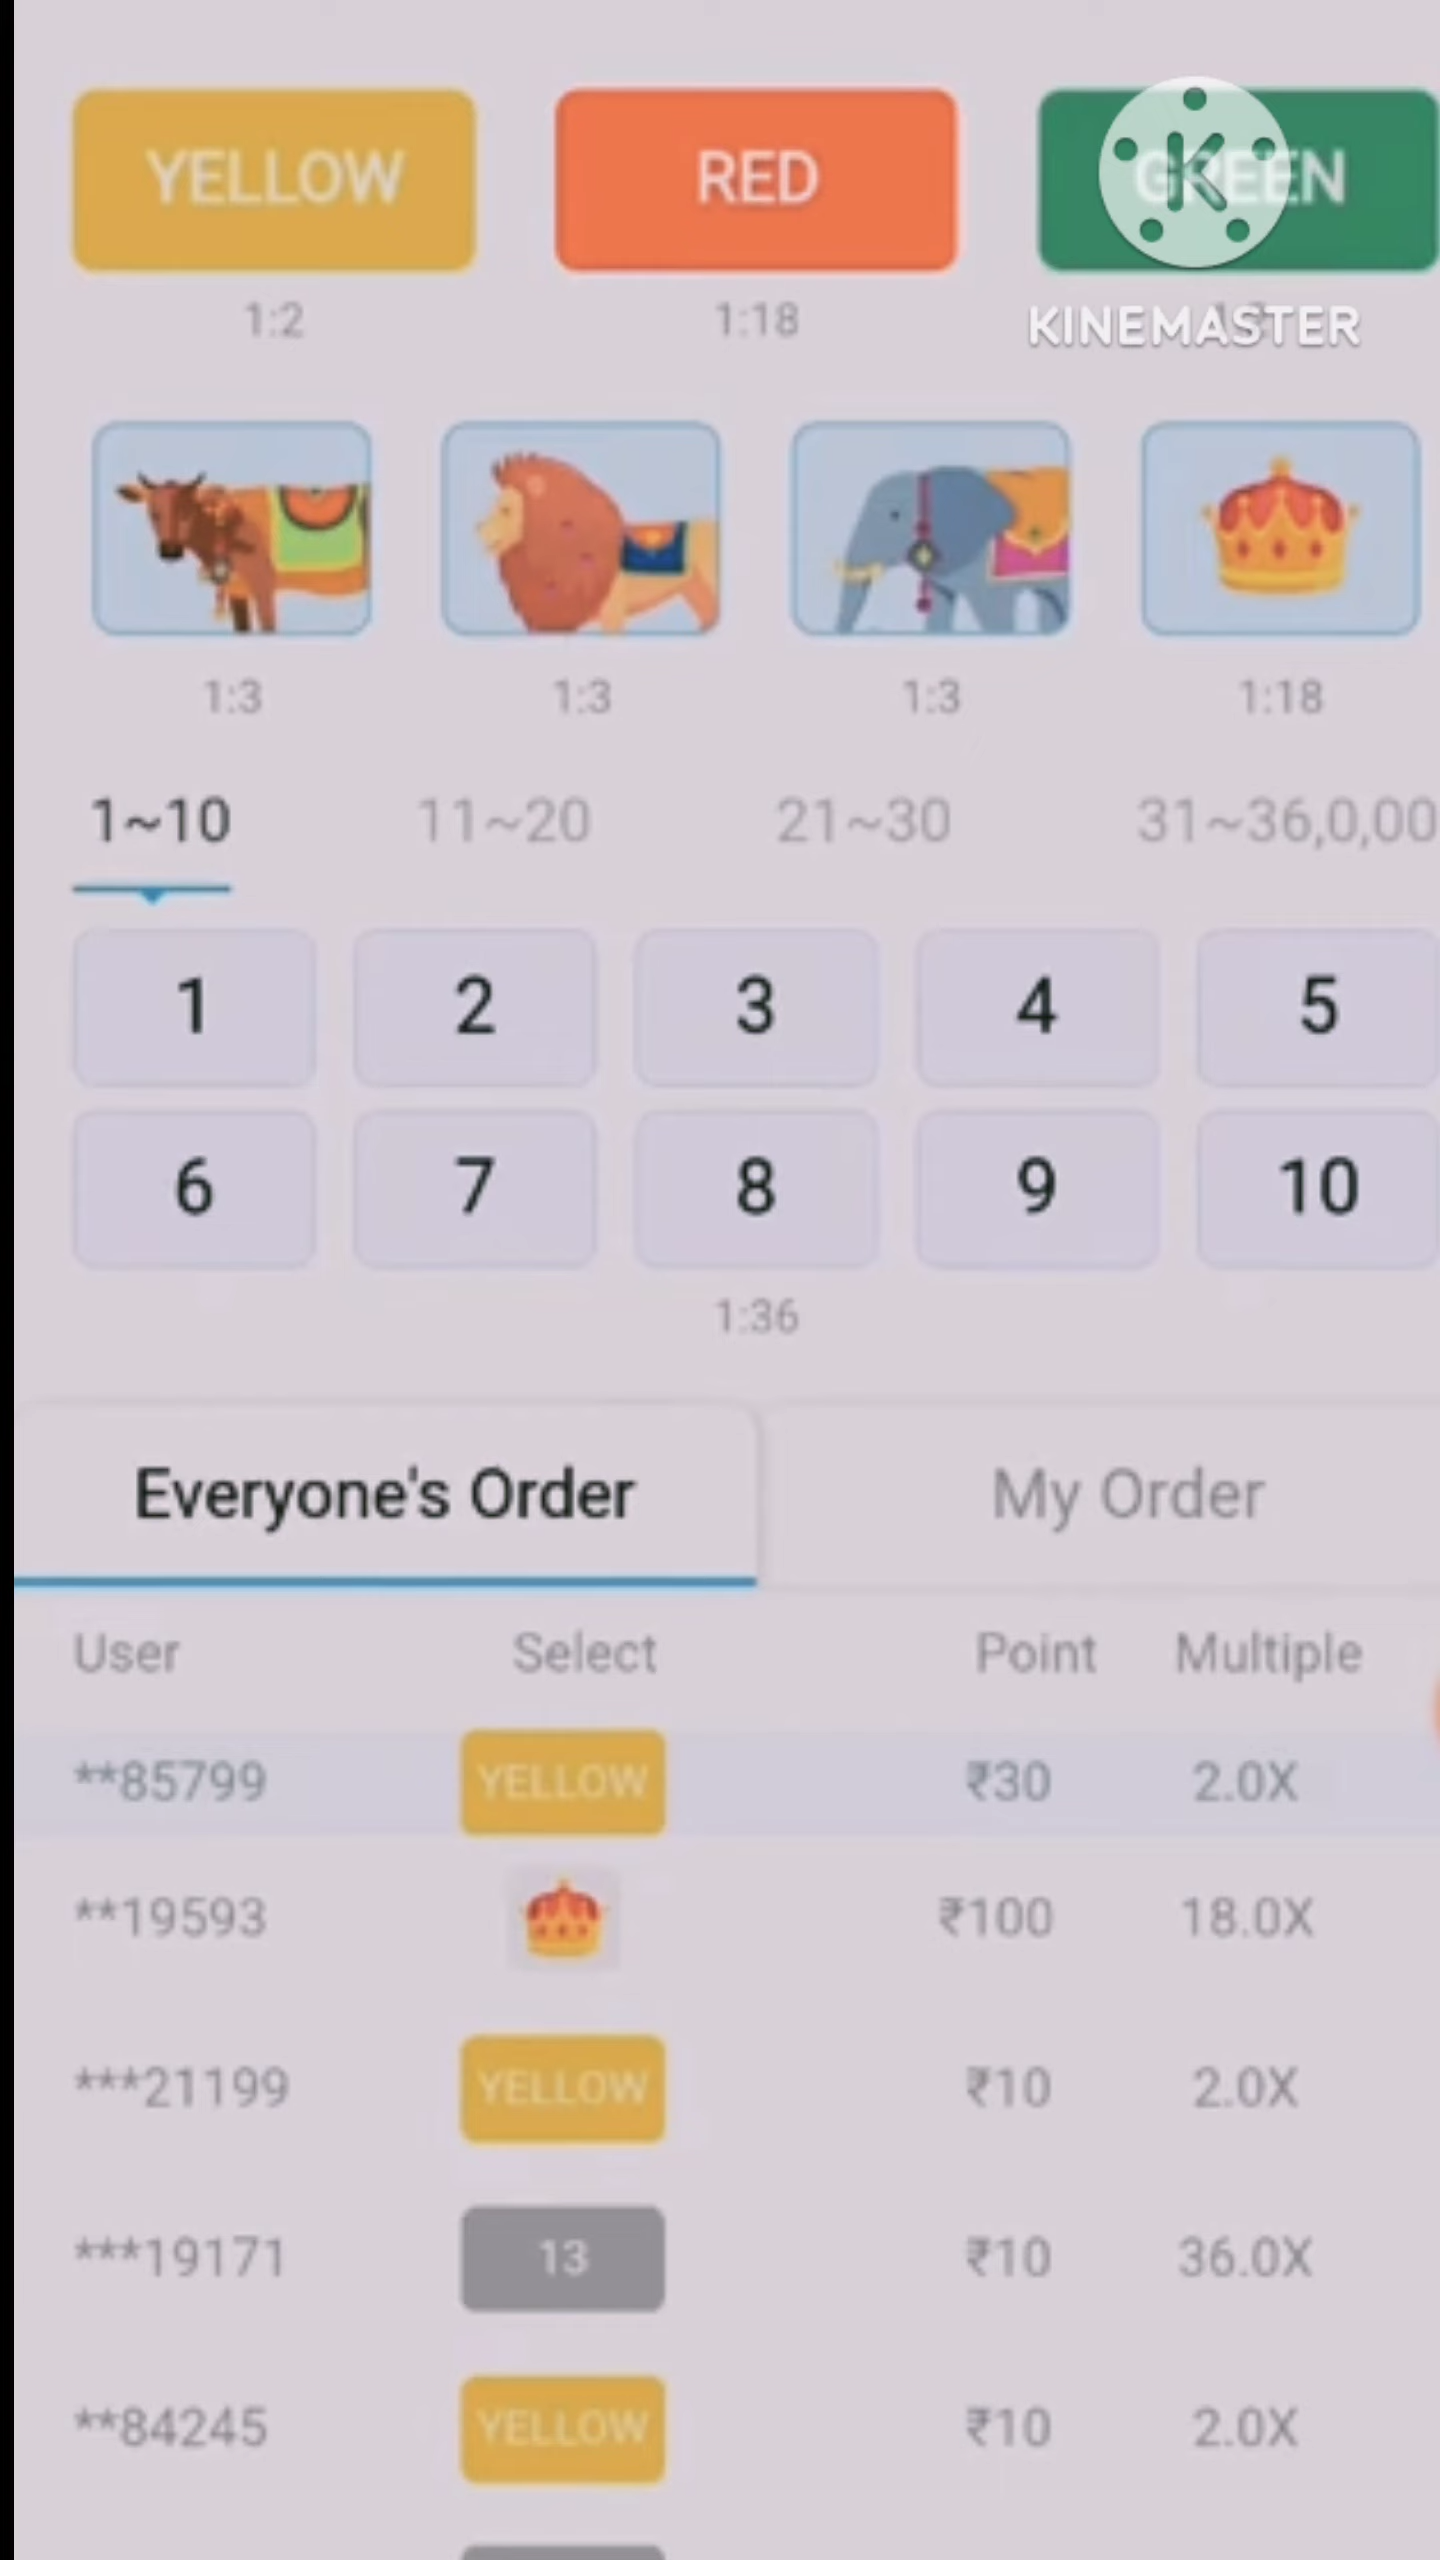 YELLOW RED GREEN
1:2 1:18
KINEMASTER
1:3 1:3 1:3 1:18
1~10 11~20 21~30 31~36,0,00
1 2 3 4 5
6 7 8 9 10
1:36
Everyone's Order My Order
User Select Point Multiple
**85799 YELLOW ₹30 2.0X
**19593 ₹100 18.0X
***21199 YELLOW ₹10 2.0X
***19171 13 ₹10 36.0X
**84245 YELLOW ₹10 2.0X